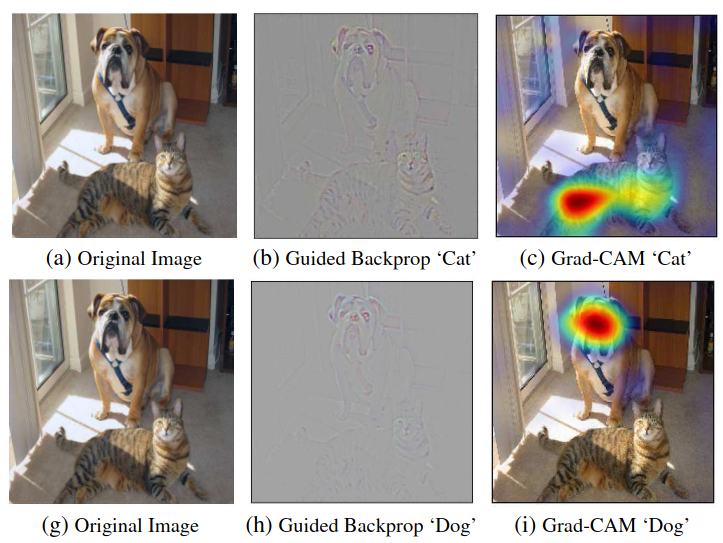 (a) Original Image
(b) Guided Backprop ‘Cat’
(c) Grad-CAM ‘Cat’
(g) Original Image
(h) Guided Backprop ‘Dog’
(i) Grad-CAM ‘Dog’